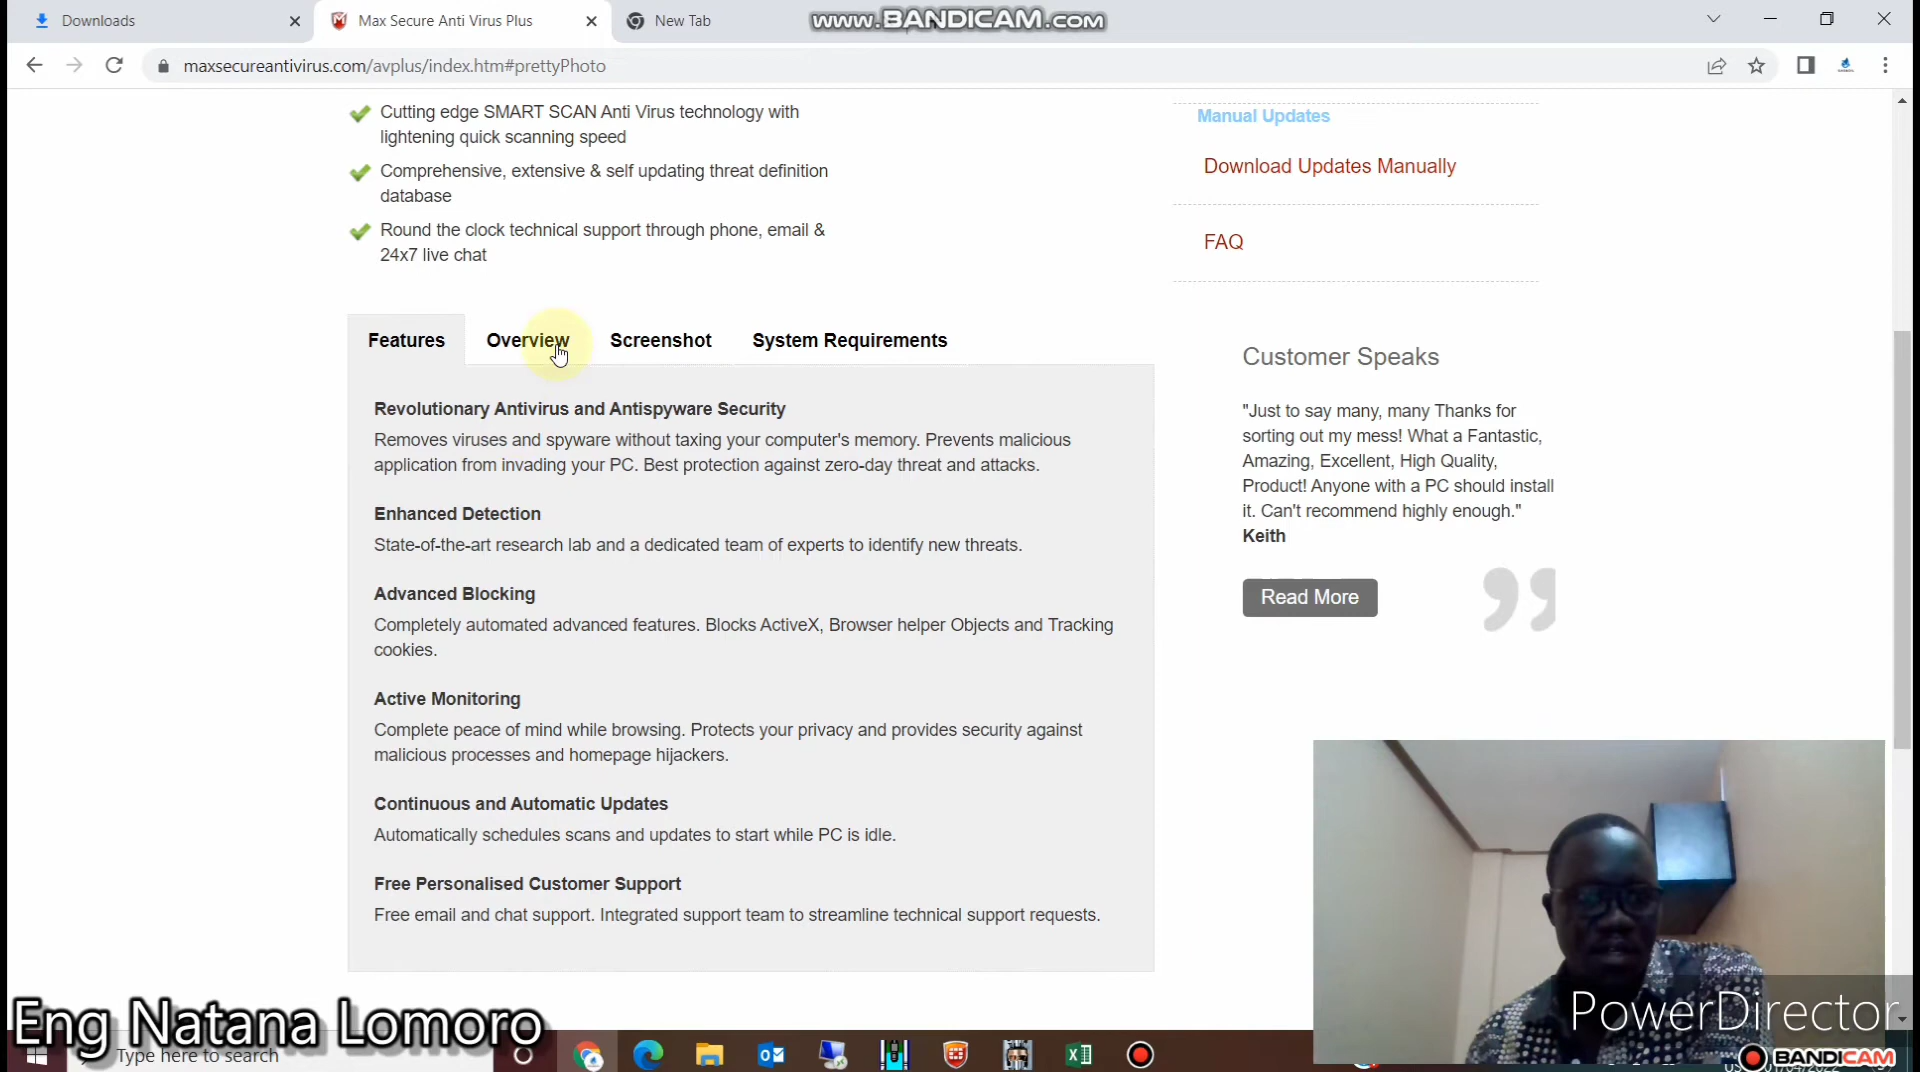 Downloads
Max Secure Anti Virus Plus
New Tab
www.BANDICAM.com
maxsecureantivirus.com/avplus/index.htm#prettyPhoto
Cutting edge SMART SCAN Anti Virus technology with
lightening quick scanning speed
Comprehensive, extensive & self updating threat definition
database
Round the clock technical support through phone, email &
24x7 live chat
Manual Updates
Download Updates Manually
FAQ
Features
Overview
Screenshot
System Requirements
Revolutionary Antivirus and Antispyware Security
Removes viruses and spyware without taxing your computer's memory. Prevents malicious
application from invading your PC. Best protection against zero-day threat and attacks.
Enhanced Detection
State-of-the-art research lab and a dedicated team of experts to identify new threats.
Advanced Blocking
Completely automated advanced features. Blocks ActiveX, Browser helper Objects and Tracking
cookies.
Active Monitoring
Complete peace of mind while browsing. Protects your privacy and provides security against
malicious processes and homepage hijackers.
Continuous and Automatic Updates
Automatically schedules scans and updates to start while PC is idle.
Free Personalised Customer Support
Free email and chat support. Integrated support team to streamline technical support requests.
Customer Speaks
"Just to say many, many Thanks for
sorting out my mess! What a Fantastic,
Amazing, Excellent, High Quality,
Product! Anyone with a PC should install
it. Can't recommend highly enough."
Keith
Read More
Eng Natana Lomoro
Type here to search
PowerDirector
BANDICAM